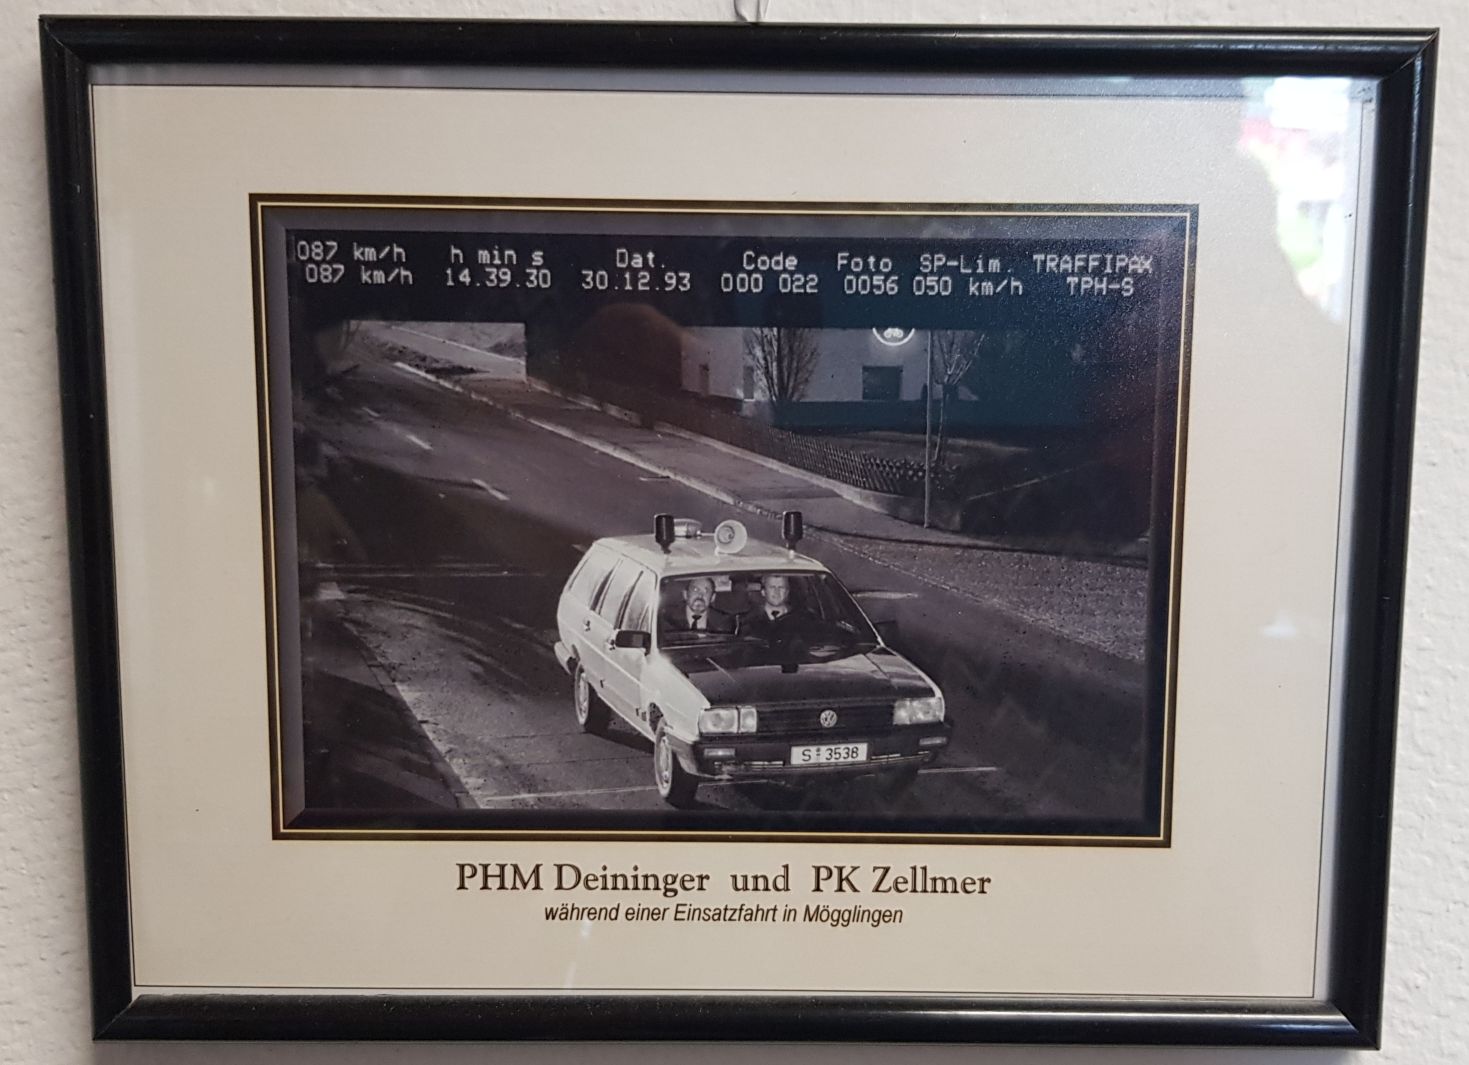 087 km/h h min s Dat. Code Foto SP-Lim. TRAFFIPAX
087 km/h 14.39.30 30.12.93 000 022 0056 050 km/h TPH-S
S 3538
PHM Deininger und PK Zellmer
während einer Einsatzfahrt in Mögglingen